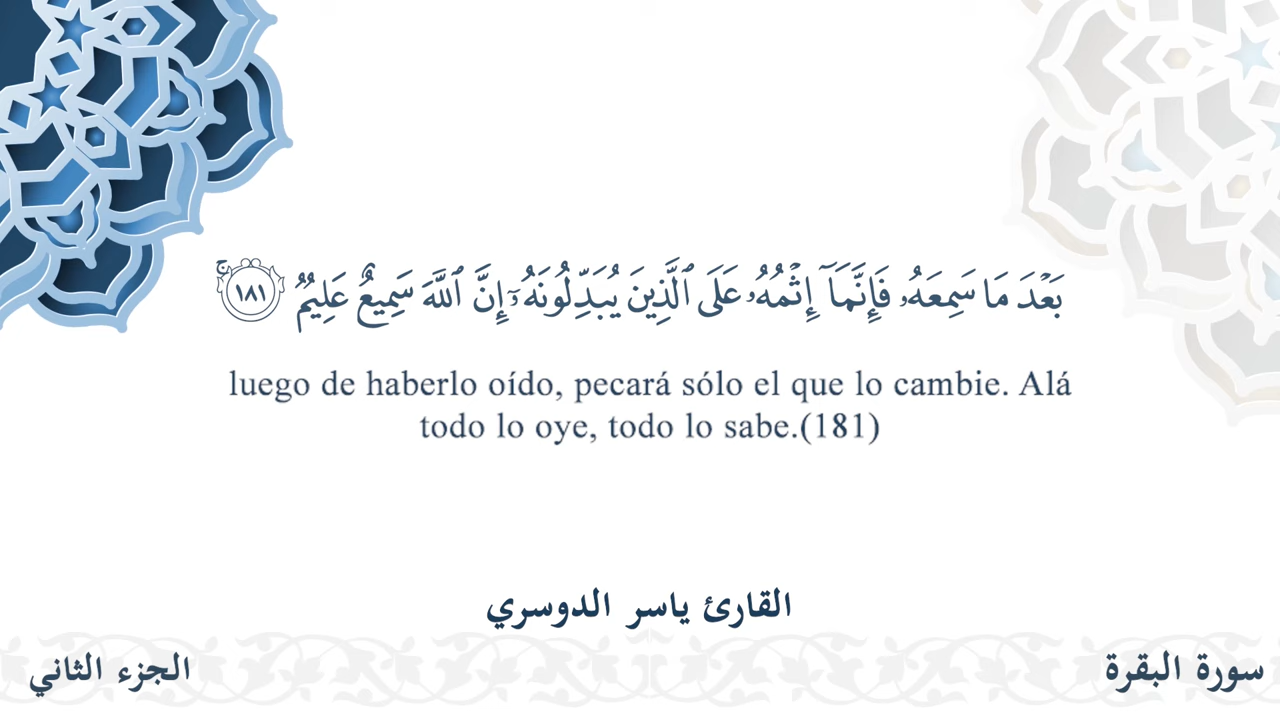 بَعْدَ مَا سَمِعَهُۥ فَإِنَّمَآ إِثْمُهُۥ عَلَى ٱلَّذِينَ يُبَدِّلُونَهُۥٓ إِنَّ ٱللَّهَ سَمِيعٌ عَلِيمٌ ١٨١
luego de haberlo oído, pecará sólo el que lo cambie. Alá
todo lo oye, todo lo sabe.(181)
القارئ ياسر الدوسري
سورة البقرة
الجزء الثاني